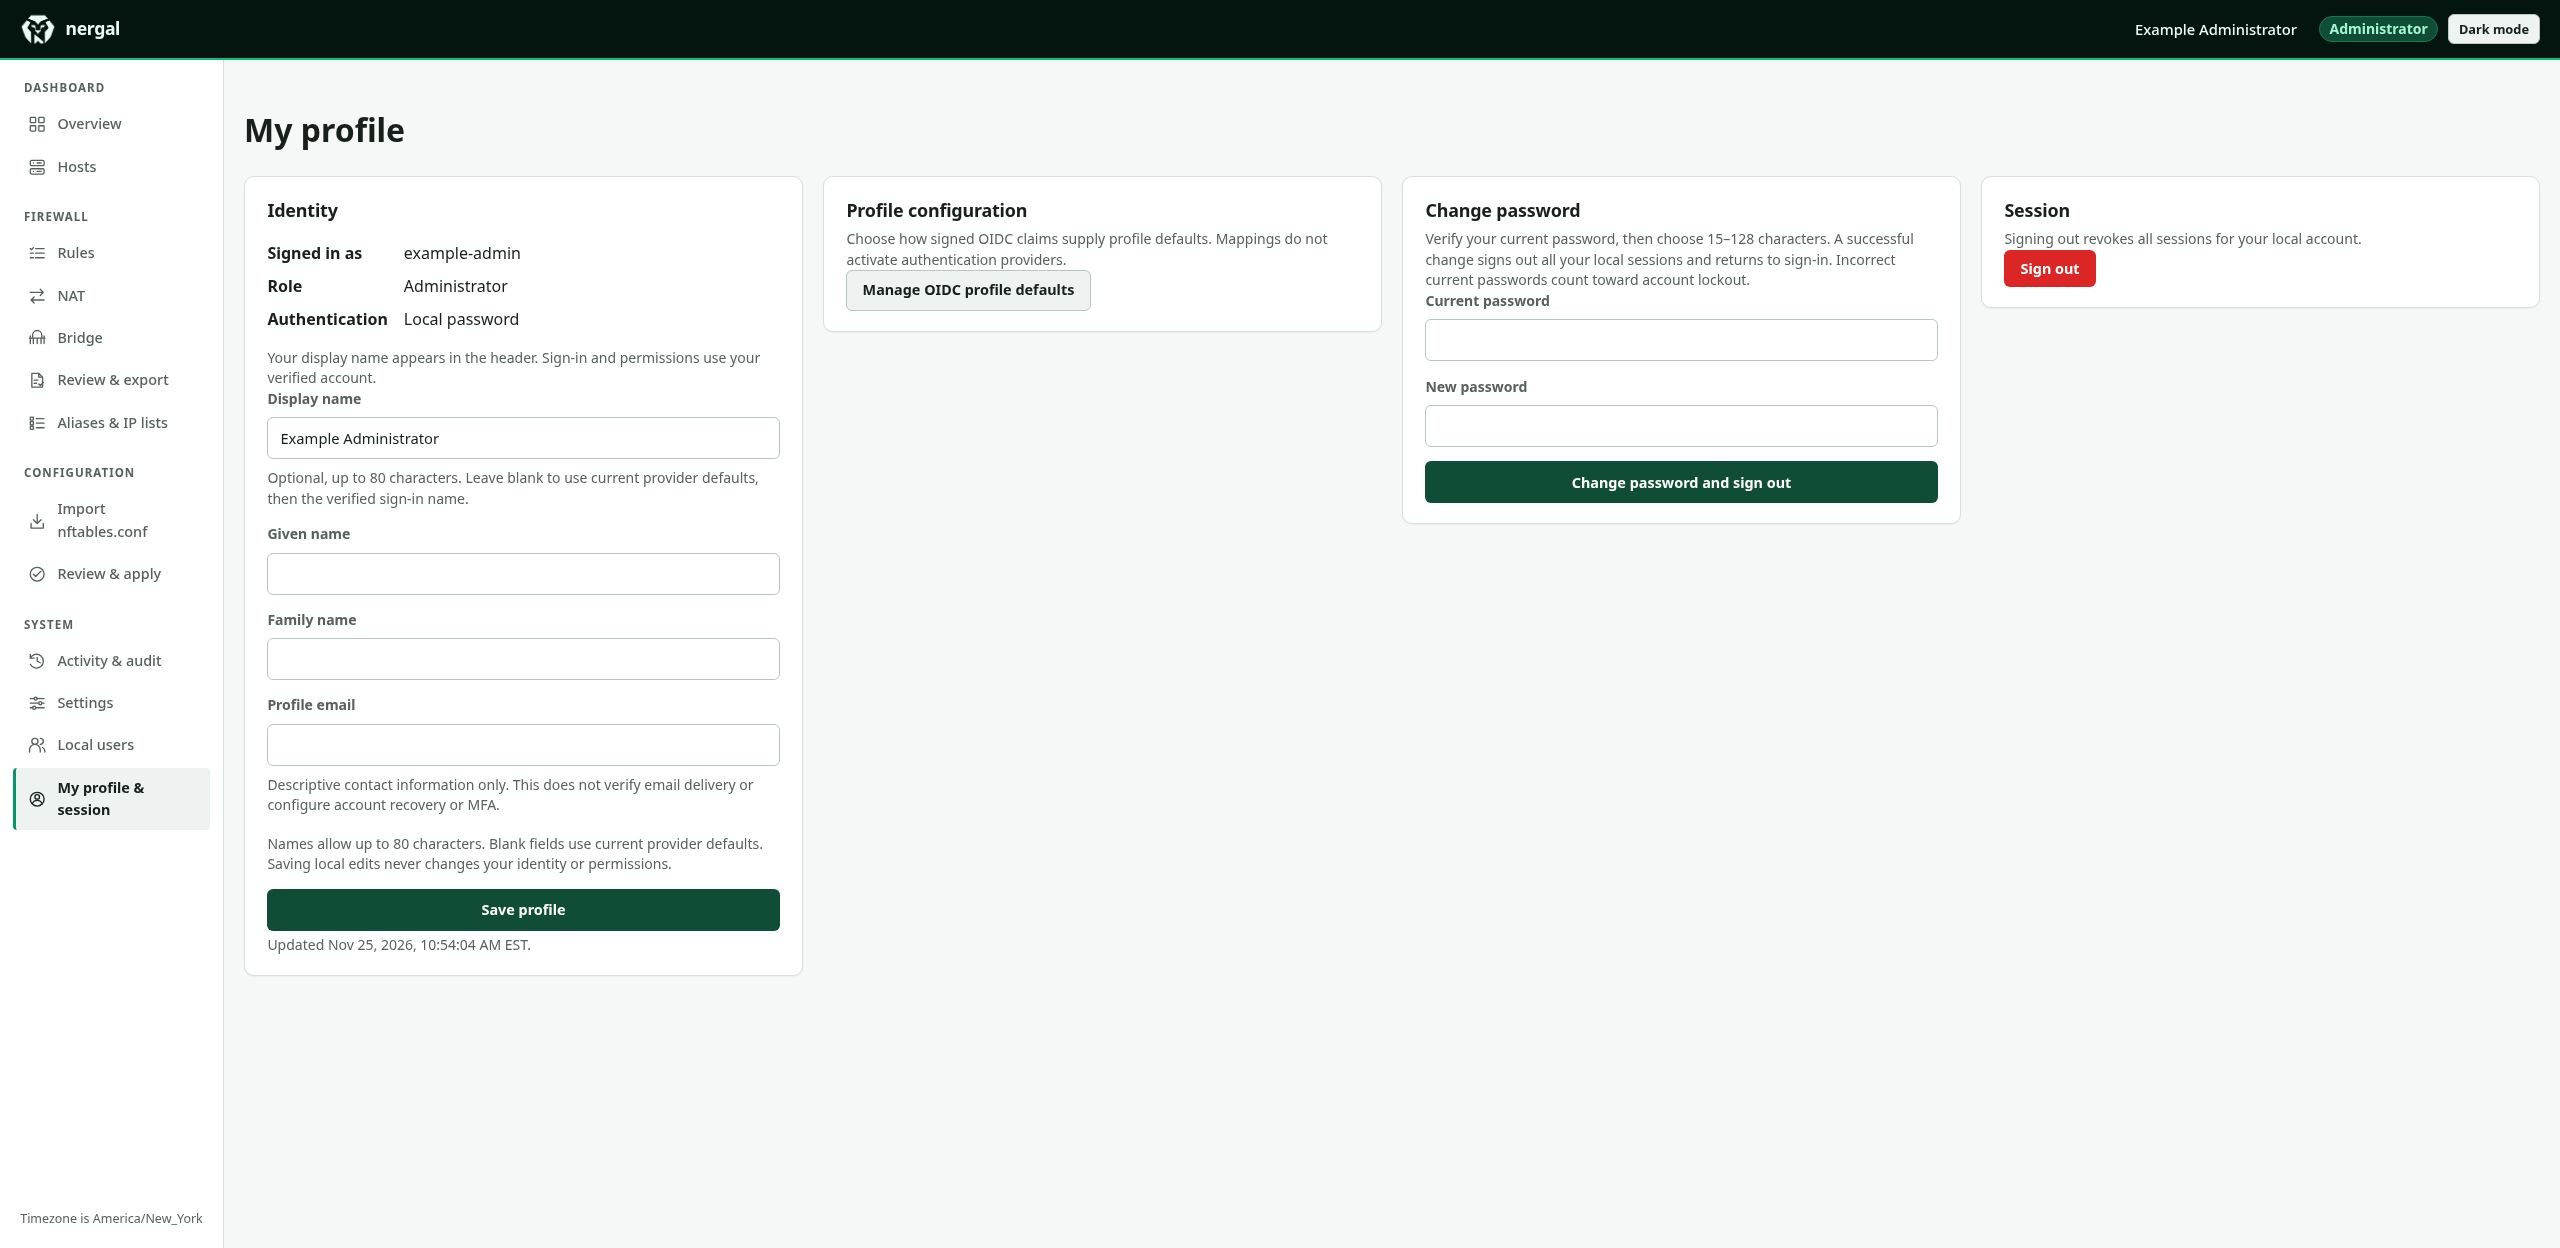 nergal
Example Administrator
Administrator
Dark mode
DASHBOARD
Overview
Hosts
FIREWALL
Rules
NAT
Bridge
Review & export
Aliases & IP lists
CONFIGURATION
Import
nftables.conf
Review & apply
SYSTEM
Activity & audit
Settings
Local users
My profile &
session
Timezone is America/New_York
My profile
Identity
Signed in as example-admin
Role Administrator
Authentication Local password
Your display name appears in the header. Sign-in and permissions use your
verified account.
Display name
Example Administrator
Optional, up to 80 characters. Leave blank to use current provider defaults,
then the verified sign-in name.
Given name
Family name
Profile email
Descriptive contact information only. This does not verify email delivery or
configure account recovery or MFA.
Names allow up to 80 characters. Blank fields use current provider defaults.
Saving local edits never changes your identity or permissions.
Save profile
Updated Nov 25, 2026, 10:54:04 AM EST.
Profile configuration
Choose how signed OIDC claims supply profile defaults. Mappings do not
activate authentication providers.
Manage OIDC profile defaults
Change password
Verify your current password, then choose 15–128 characters. A successful
change signs out all your local sessions and returns to sign-in. Incorrect
current passwords count toward account lockout.
Current password
New password
Change password and sign out
Session
Signing out revokes all sessions for your local account.
Sign out